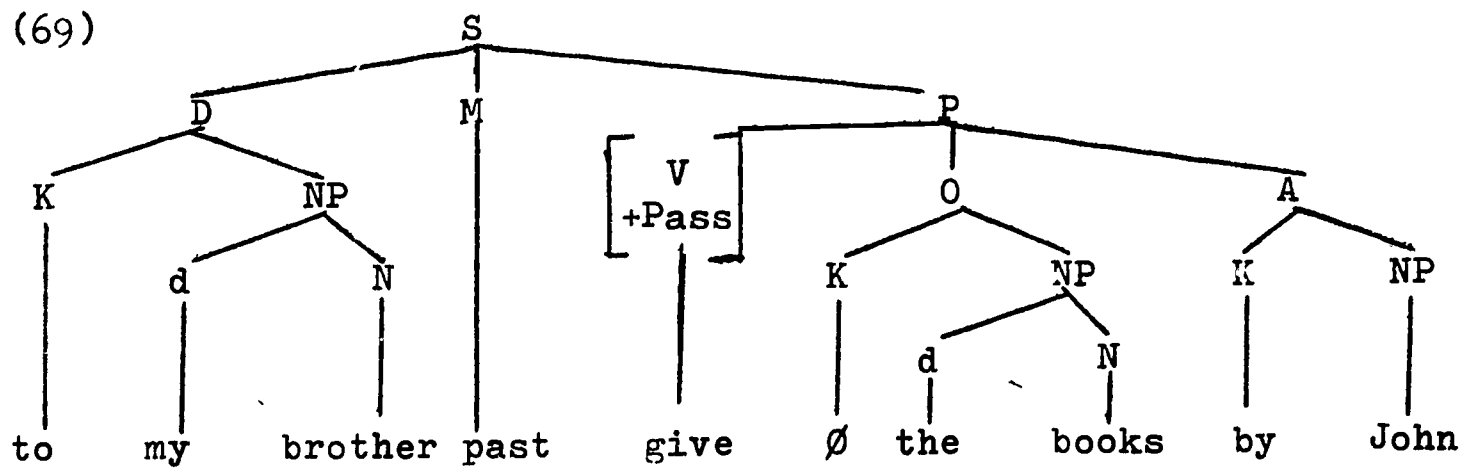 (69)
S
D M P
V
+Pass
K NP O A
d N K NP K NP
d N
to my brother past give Ø the books by John